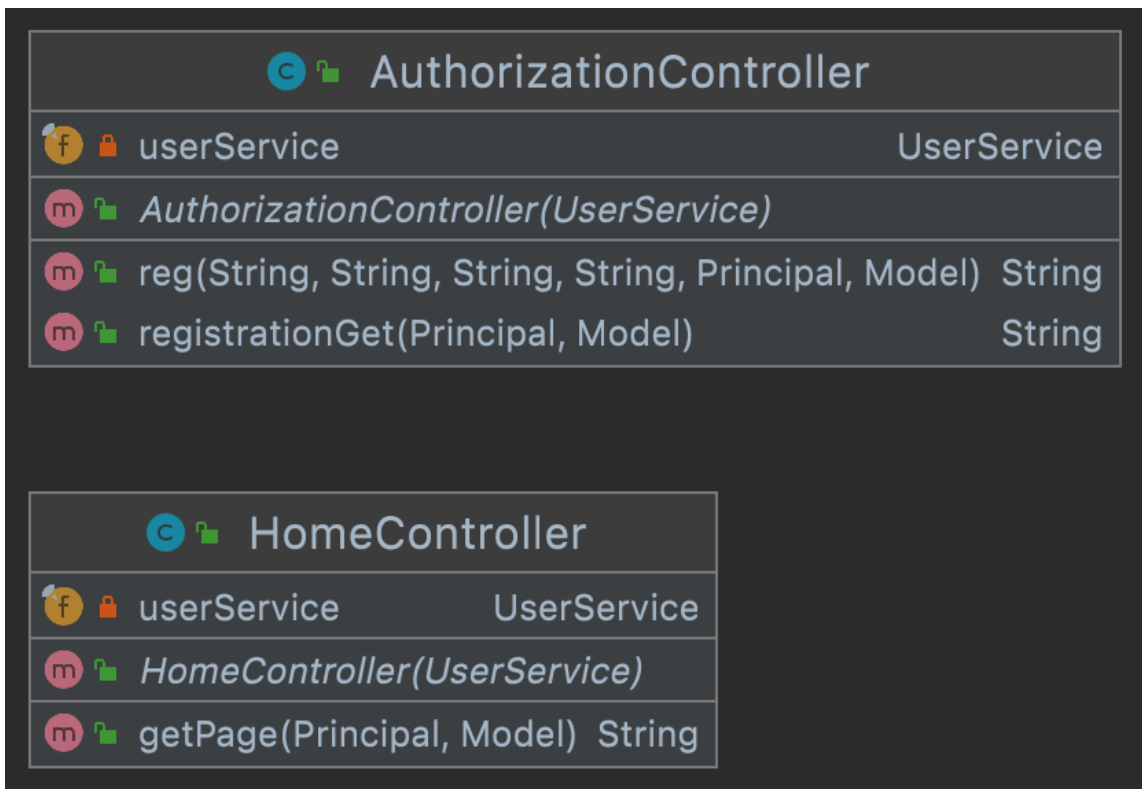 AuthorizationController
userService UserService
AuthorizationController(UserService)
reg(String, String, String, String, Principal, Model) String
registrationGet(Principal, Model) String
HomeController
userService UserService
HomeController(UserService)
getPage(Principal, Model) String